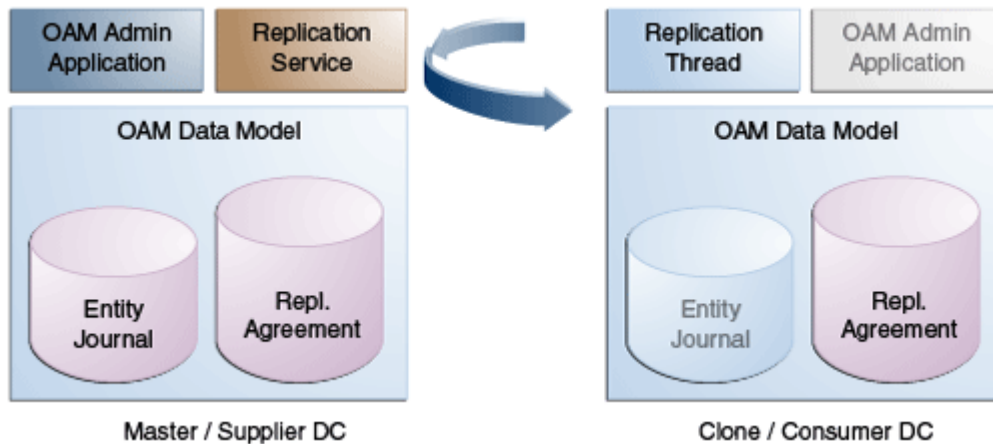 OAM Admin
Application
Replication
Service
Replication
Thread
OAM Admin
Application
OAM Data Model
Entity
Journal
Repl.
Agreement
OAM Data Model
Entity
Journal
Repl.
Agreement
Master / Supplier DC
Clone / Consumer DC